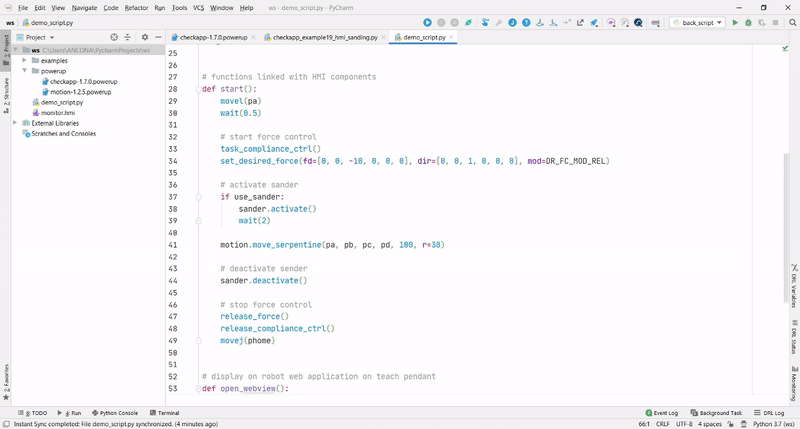 File Edit View Navigate Code Refactor Run Tools VCS Window Help ws - demo_script.py - PyCharm
ws demo_script.py
back_script
Project
checkapp-1.7.0.powerup checkapp_example19_hmi_sanding.py demo_script.py
ws C:\Users\ANCONA\PycharmProjects\ws
examples
powerup
checkapp-1.7.0.powerup
motion-1.2.5.powerup
demo_script.py
monitor.hmi
External Libraries
Scratches and Consoles
1: Project
7: Structure
2: Favorites
25
26
27 # functions linked with HMI components
28 def start():
29 movel(pa)
30 wait(0.5)
31
32 # start force control
33 task_compliance_ctrl()
34 set_desired_force(fd=[0, 0, -10, 0, 0, 0], dir=[0, 0, 1, 0, 0, 0], mod=DR_FC_MOD_REL)
35
36 # activate sander
37 if use_sander:
38 sander.activate()
39 wait(2)
40
41 motion.move_serpentine(pa, pb, pc, pd, 100, r=30)
42
43 # deactivate sender
44 sander.deactivate()
45
46 # stop force control
47 release_force()
48 release_compliance_ctrl()
49 movej(phome)
50
51
52 # display on robot web application on teach pendant
53 def open_webview():
DRL Variables
DRL Status
Monitoring
6: TODO 4: Run Python Console Terminal Event Log Background Task DRL Log
Instant Sync completed: File demo_script.py synchronized. (4 minutes ago) 66:1 CRLF UTF-8 4 spaces Python 3.7 (ws)